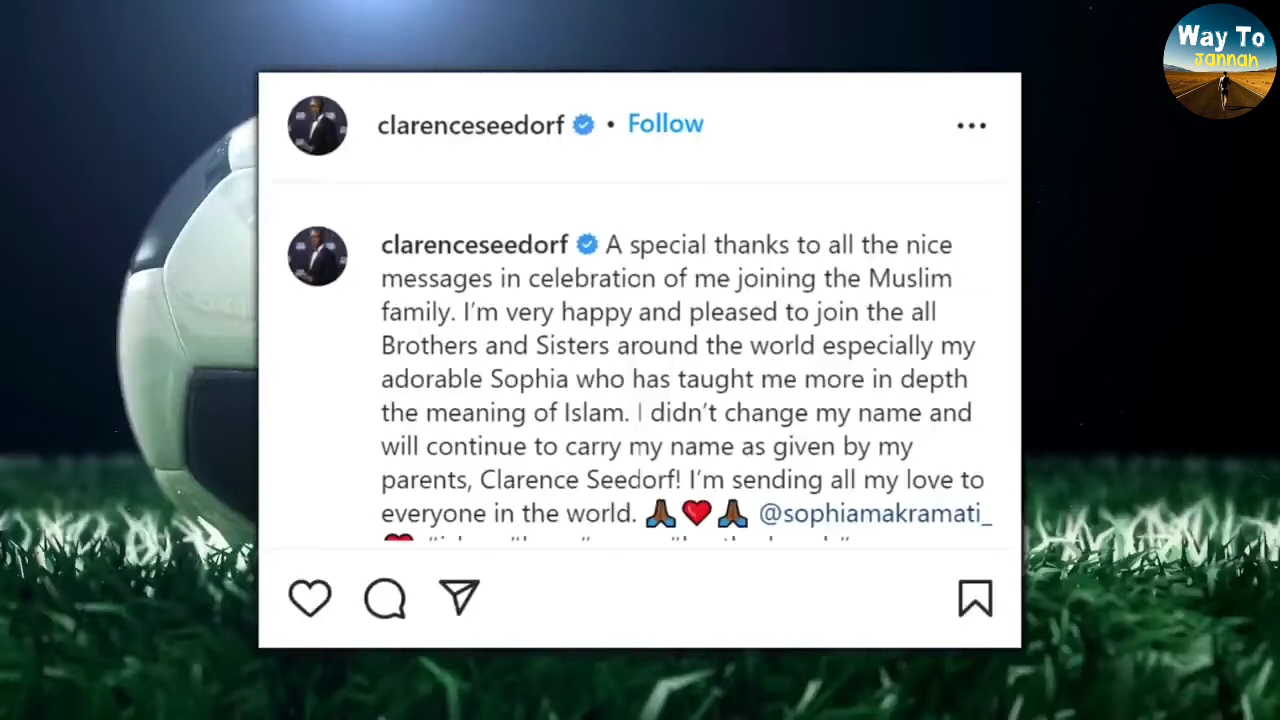 Way To
Jannah
clarenceseedorf • Follow
clarenceseedorf A special thanks to all the nice
messages in celebration of me joining the Muslim
family. I'm very happy and pleased to join the all
Brothers and Sisters around the world especially my
adorable Sophia who has taught me more in depth
the meaning of Islam. I didn't change my name and
will continue to carry my name as given by my
parents, Clarence Seedorf! I'm sending all my love to
everyone in the world. 🙏🏾❤️🙏🏾 @sophiamakramati_